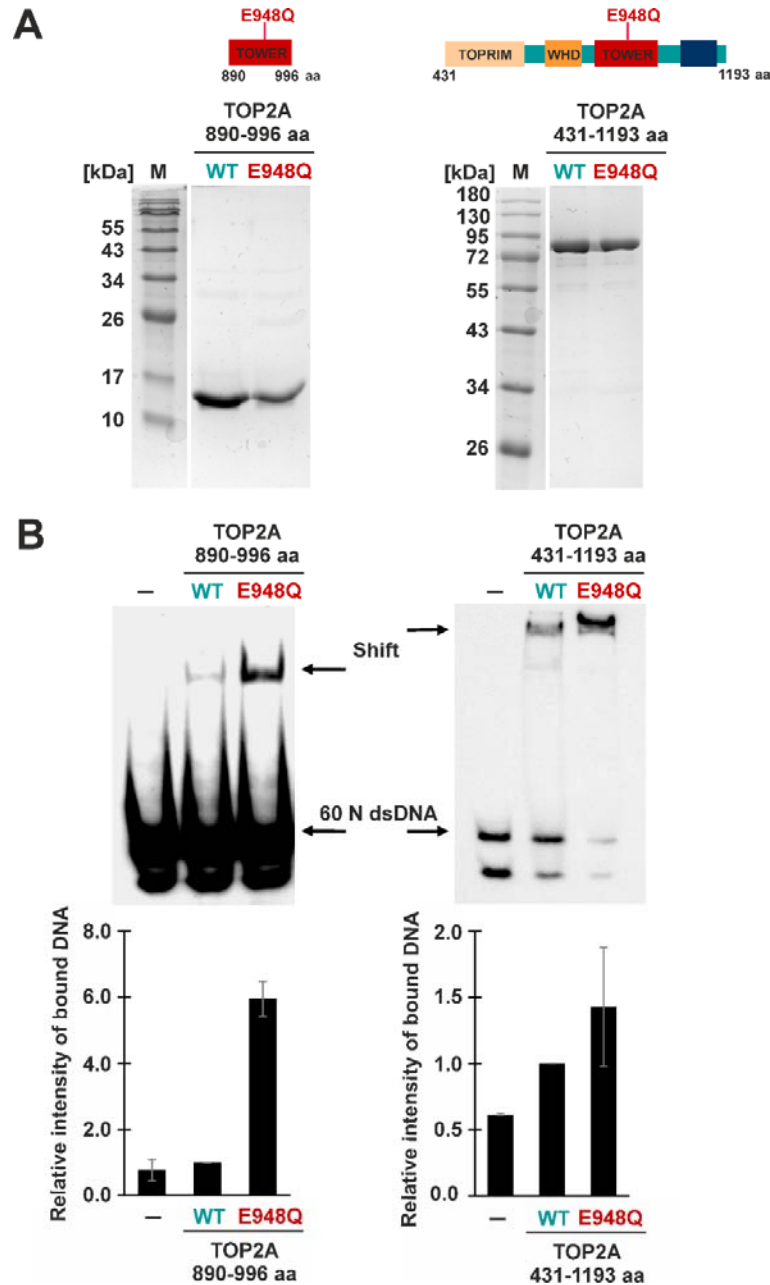 A
E948Q
TOWER
890 996 aa
E948Q
TOPRIM WHD TOWER
431 1193 aa
TOP2A
890-996 aa
[kDa] M WT E948Q
55
43
34
26
17
10
TOP2A
431-1193 aa
[kDa] M WT E948Q
180
130
95
72
55
43
34
26
B
TOP2A
890-996 aa
– WT E948Q
TOP2A
431-1193 aa
– WT E948Q
Shift
60 N dsDNA
Relative intensity of bound DNA
8.0
6.0
4.0
2.0
0.0
– WT E948Q
TOP2A
890-996 aa
Relative intensity of bound DNA
2.0
1.5
1.0
0.5
0.0
– WT E948Q
TOP2A
431-1193 aa